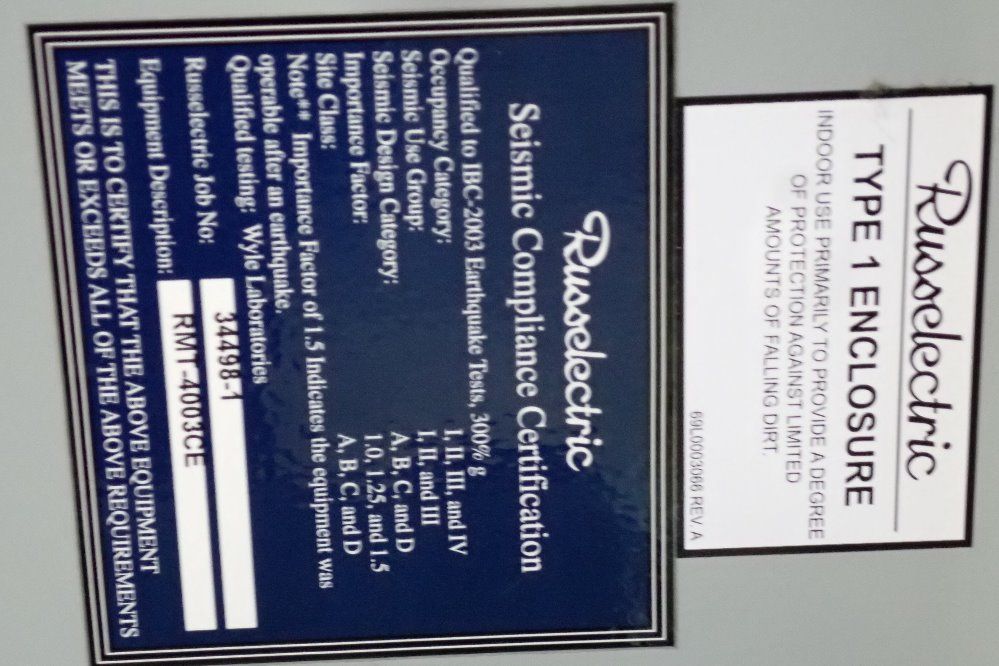 Russelectric
TYPE 1 ENCLOSURE
INDOOR USE PRIMARILY TO PROVIDE A DEGREE
OF PROTECTION AGAINST LIMITED
AMOUNTS OF FALLING DIRT.
69L0003066 REV A
Russelectric
Seismic Compliance Certification
Qualified to IBC-2003 Earthquake Tests, 300% g
Occupancy Category: I, II, III, and IV
Seismic Use Group: I, II, and III
Seismic Design Category: A, B, C, and D
Importance Factor: 1.0, 1.25, and 1.5
Site Class: A, B, C, and D
Note** Importance Factor of 1.5 Indicates the equipment was
operable after an earthquake.
Qualified testing: Wyle Laboratories
Russelectric Job No: 34498-1
Equipment Description: RMT-4003CE
THIS IS TO CERTIFY THAT THE ABOVE EQUIPMENT
MEETS OR EXCEEDS ALL OF THE ABOVE REQUIREMENTS